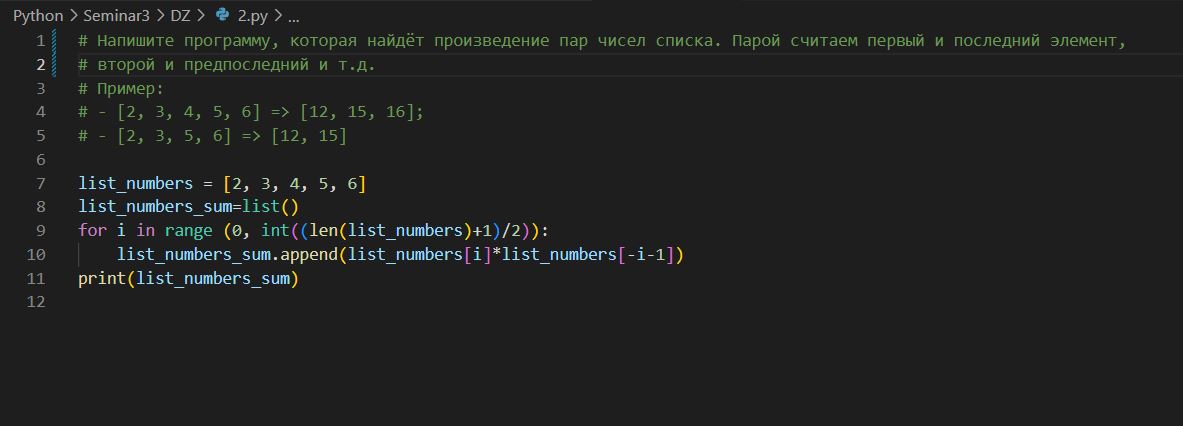 Python > Seminar3 > DZ > 2.py > ...
1 # Напишите программу, которая найдёт произведение пар чисел списка. Парой считаем первый и последний элемент,
2 # второй и предпоследний и т.д.
3 # Пример:
4 # - [2, 3, 4, 5, 6] => [12, 15, 16];
5 # - [2, 3, 5, 6] => [12, 15]
6
7 list_numbers = [2, 3, 4, 5, 6]
8 list_numbers_sum=list()
9 for i in range (0, int((len(list_numbers)+1)/2)):
10     list_numbers_sum.append(list_numbers[i]*list_numbers[-i-1])
11 print(list_numbers_sum)
12